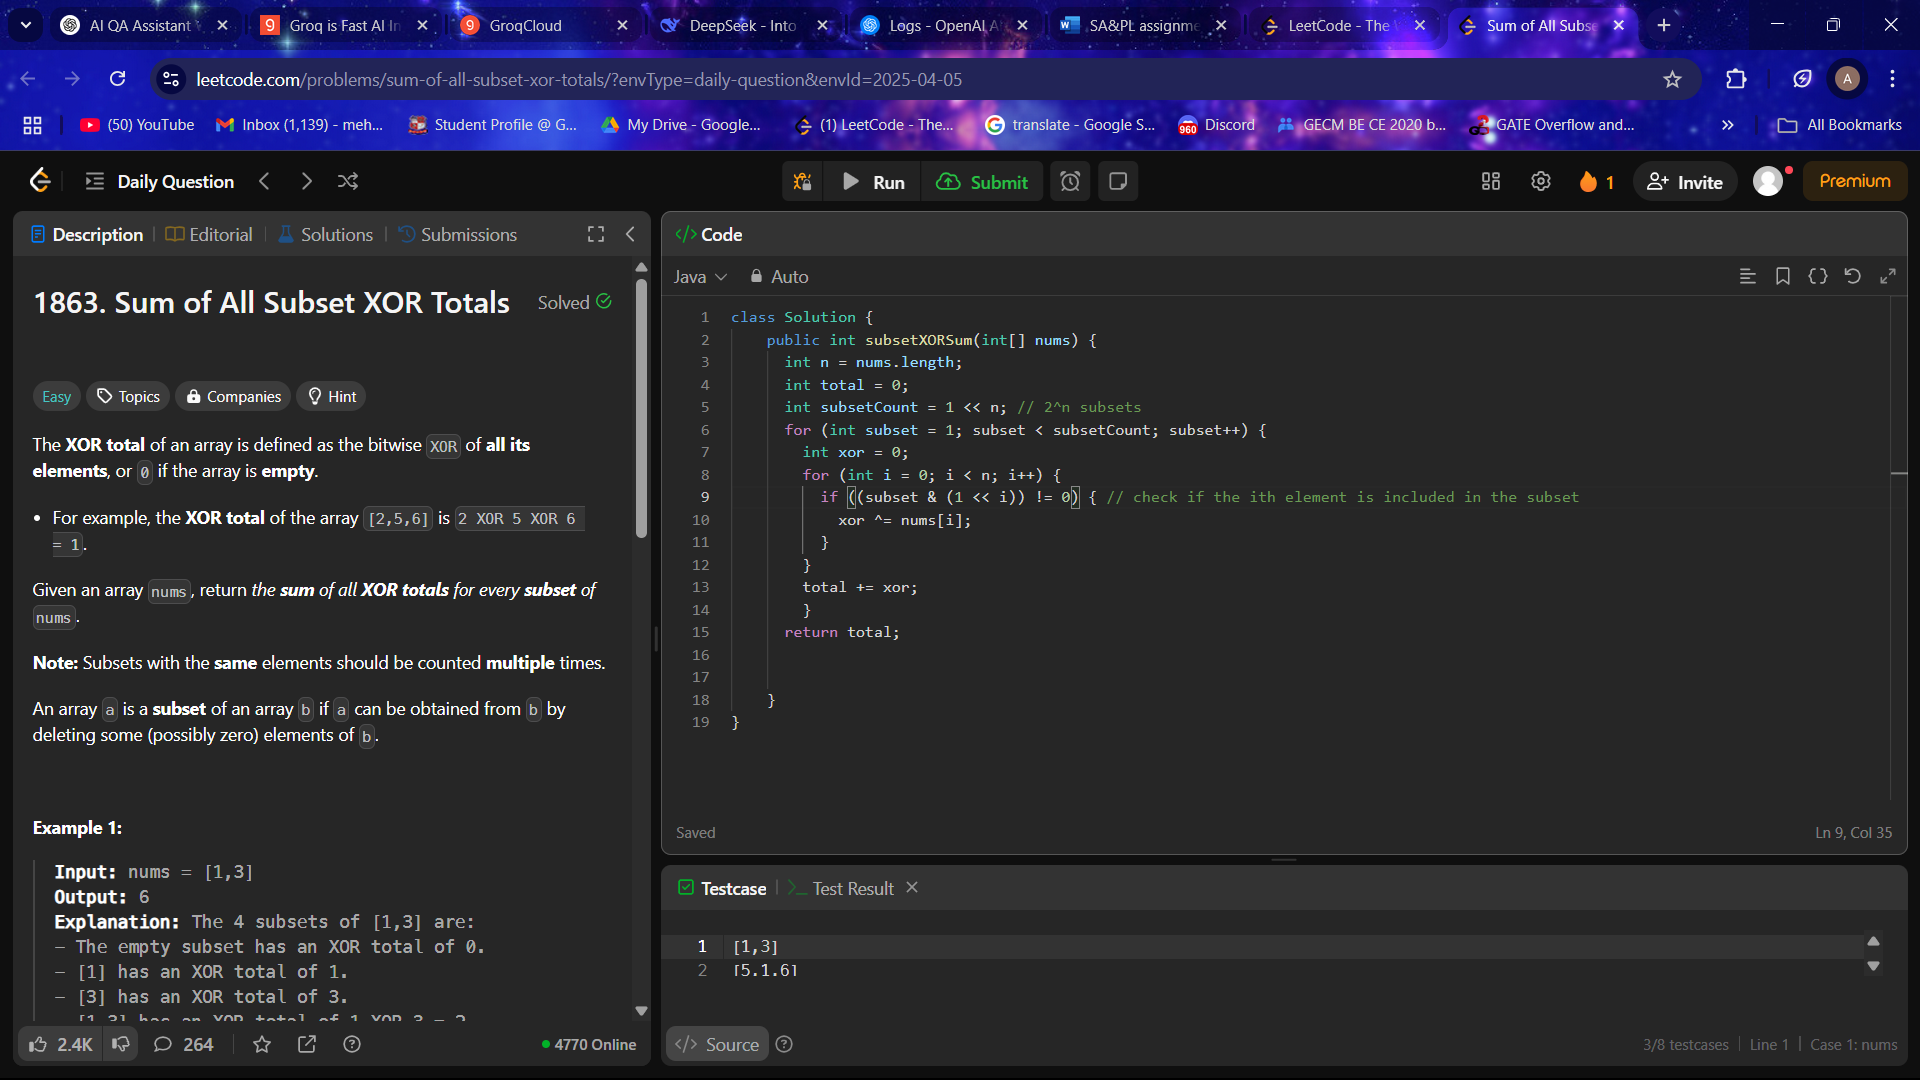 AI QA Assistant
Groq is Fast AI In
GroqCloud
DeepSeek - Into
Logs - OpenAI A
SA&PL assignme
LeetCode - The
Sum of All Subse
leetcode.com/problems/sum-of-all-subset-xor-totals/?envType=daily-question&envId=2025-04-05
A
(50) YouTube
Inbox (1,139) - meh...
Student Profile @ G...
My Drive - Google...
(1) LeetCode - The...
translate - Google S...
960
Discord
GECM BE CE 2020 b...
GATE Overflow and...
All Bookmarks
Daily Question
Run
Submit
1
Invite
Premium
Description
Editorial
Solutions
Submissions
1863. Sum of All Subset XOR Totals
Solved
Easy
Topics
Companies
Hint
The XOR total of an array is defined as the bitwise XOR of all its
elements, or 0 if the array is empty.
• For example, the XOR total of the array [2,5,6] is 2 XOR 5 XOR 6
= 1.
Given an array nums, return the sum of all XOR totals for every subset of
nums.
Note: Subsets with the same elements should be counted multiple times.
An array a is a subset of an array b if a can be obtained from b by
deleting some (possibly zero) elements of b.
Example 1:
Input: nums = [1,3]
Output: 6
Explanation: The 4 subsets of [1,3] are:
- The empty subset has an XOR total of 0.
- [1] has an XOR total of 1.
- [3] has an XOR total of 3.
- [1,3] has an XOR total of 1 XOR 3 = 2.
2.4K
264
4770 Online
</> Code
Java
Auto
1 class Solution {
2 public int subsetXORSum(int[] nums) {
3 int n = nums.length;
4 int total = 0;
5 int subsetCount = 1 << n; // 2^n subsets
6 for (int subset = 1; subset < subsetCount; subset++) {
7 int xor = 0;
8 for (int i = 0; i < n; i++) {
9 if ((subset & (1 << i)) != 0) { // check if the ith element is included in the subset
10 xor ^= nums[i];
11 }
12 }
13 total += xor;
14 }
15 return total;
16
17
18 }
19 }
Saved
Ln 9, Col 35
Testcase
Test Result
1 [1,3]
2 [5,1,6]
</> Source
3/8 testcases
Line 1
Case 1: nums